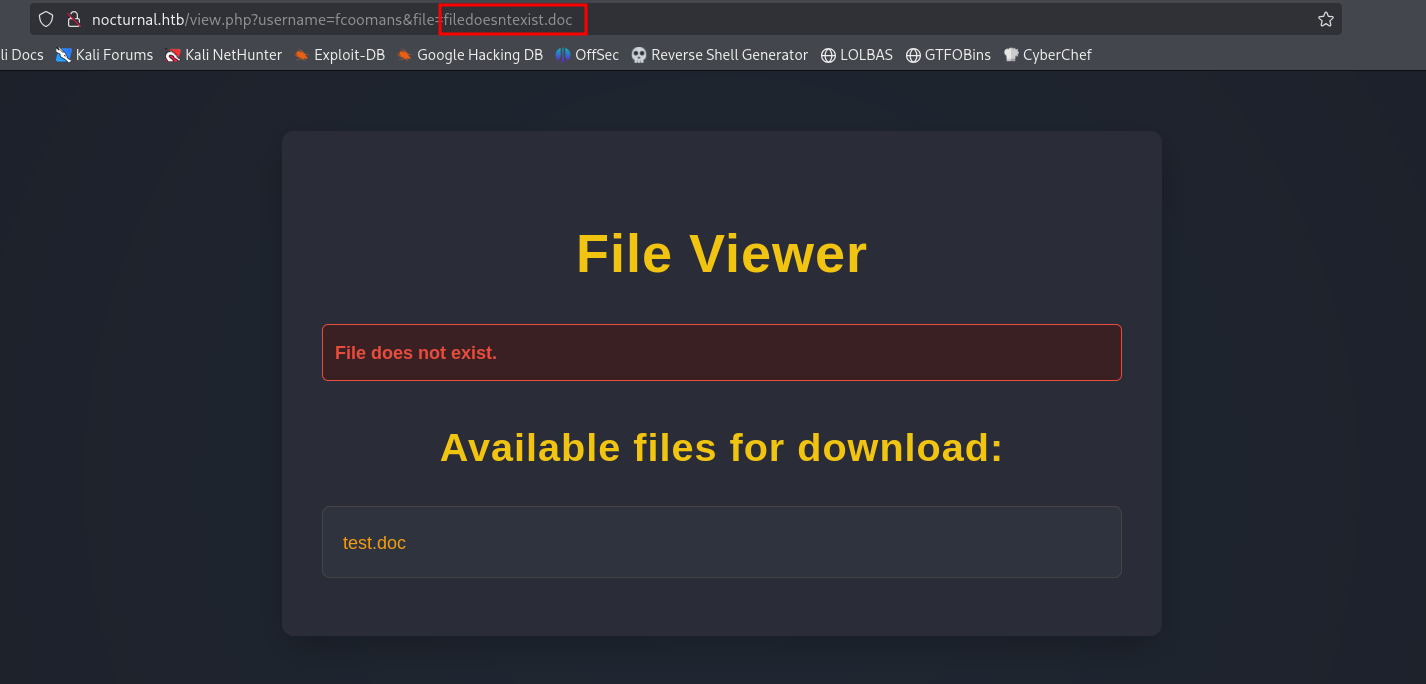 nocturnal.htb/view.php?username=fcoomans&file=filedoesntexist.doc
li Docs Kali Forums Kali NetHunter Exploit-DB Google Hacking DB OffSec Reverse Shell Generator LOLBAS GTFOBins CyberChef
File Viewer
File does not exist.
Available files for download:
test.doc